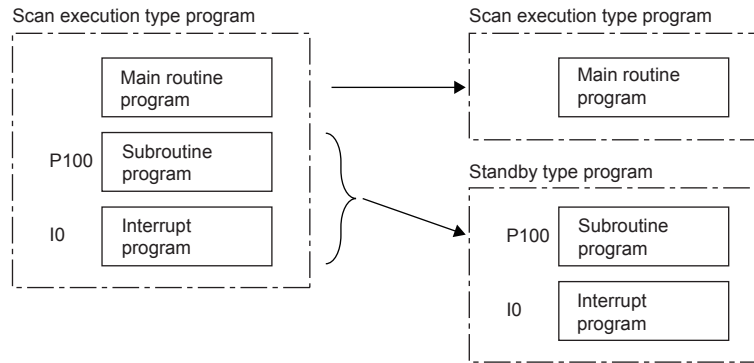 Scan execution type program
Main routine
program
P100
Subroutine
program
I0
Interrupt
program
Scan execution type program
Main routine
program
Standby type program
P100
Subroutine
program
I0
Interrupt
program